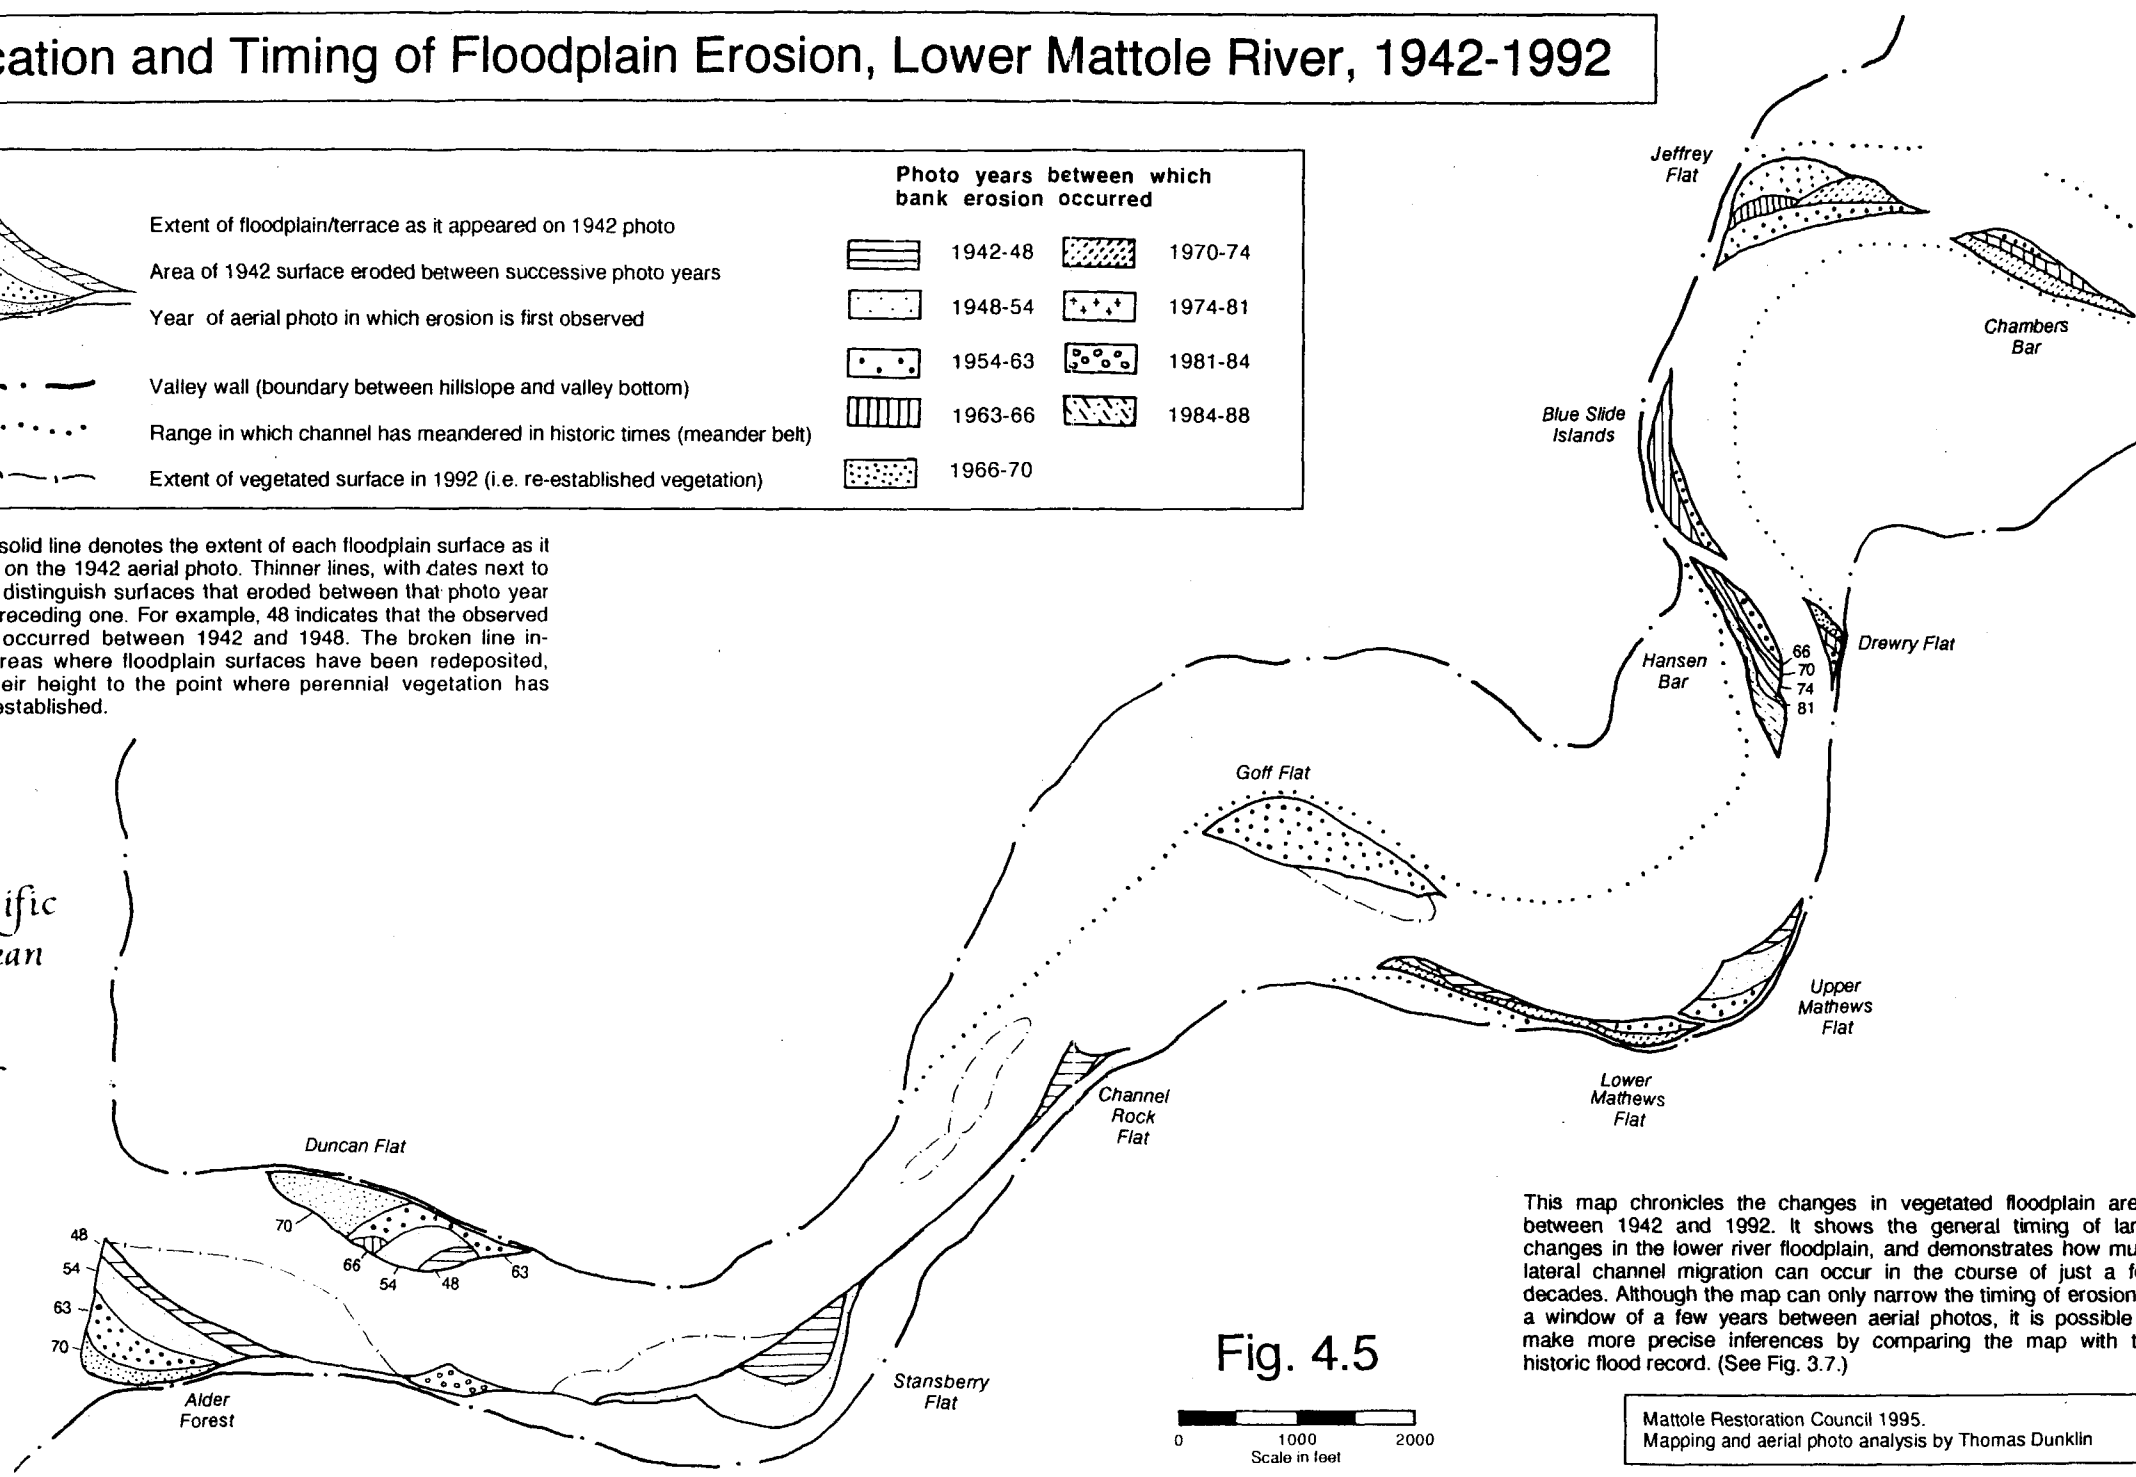 cation and Timing of Floodplain Erosion, Lower Mattole River, 1942-1992
Extent of floodplain/terrace as it appeared on 1942 photo
Area of 1942 surface eroded between successive photo years
Year of aerial photo in which erosion is first observed
Valley wall (boundary between hillslope and valley bottom)
Range in which channel has meandered in historic times (meander belt)
Extent of vegetated surface in 1992 (i.e. re-established vegetation)
Photo years between which
bank erosion occurred
1942-48
1948-54
1954-63
1963-66
1966-70
1970-74
1974-81
1981-84
1984-88
solid line denotes the extent of each floodplain surface as it
on the 1942 aerial photo. Thinner lines, with dates next to
distinguish surfaces that eroded between that photo year
receding one. For example, 48 indicates that the observed
occurred between 1942 and 1948. The broken line in-
reas where floodplain surfaces have been redeposited,
eir height to the point where perennial vegetation has
established.
Jeffrey
Flat
Chambers
Bar
Blue Slide
Islands
Hansen
Bar
66
70
74
81
Drewry Flat
Goff Flat
Upper
Mathews
Flat
Lower
Mathews
Flat
Channel
Rock
Flat
ific
ean
Duncan Flat
70
66
54
48
63
48
54
63
70
Alder
Forest
Stansberry
Flat
Fig. 4.5
0 1000 2000
Scale in feet
This map chronicles the changes in vegetated floodplain are
between 1942 and 1992. It shows the general timing of lar
changes in the lower river floodplain, and demonstrates how mu
lateral channel migration can occur in the course of just a f
decades. Although the map can only narrow the timing of erosion
a window of a few years between aerial photos, it is possible
make more precise inferences by comparing the map with t
historic flood record. (See Fig. 3.7.)
Mattole Restoration Council 1995.
Mapping and aerial photo analysis by Thomas Dunklin